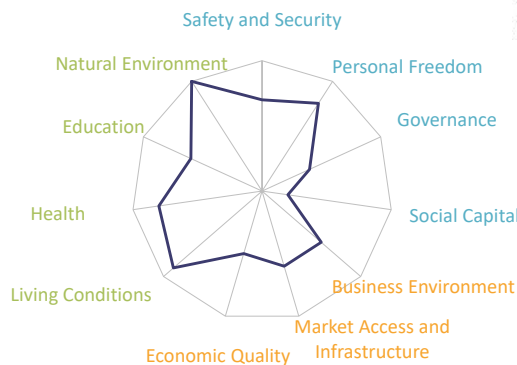 Safety and Security
Natural Environment
Personal Freedom
Education
Governance
Health
Social Capital
Living Conditions
Business Environment
Market Access and
Infrastructure
Economic Quality